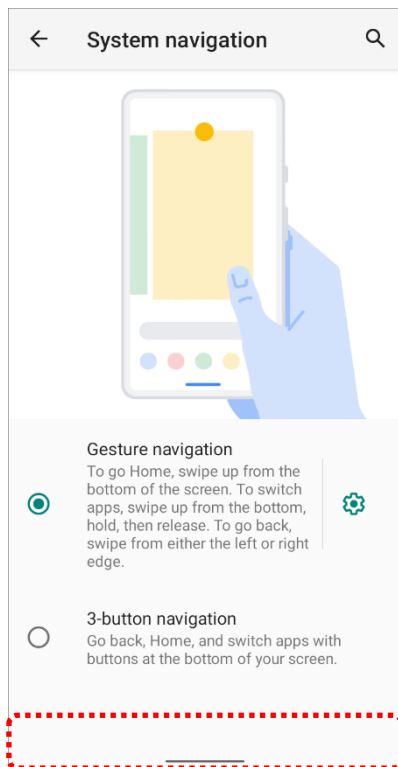 System navigation
Gesture navigation
To go Home, swipe up from the
bottom of the screen. To switch
apps, swipe up from the bottom,
hold, then release. To go back,
swipe from either the left or right
edge.
3-button navigation
Go back, Home, and switch apps with
buttons at the bottom of your screen.